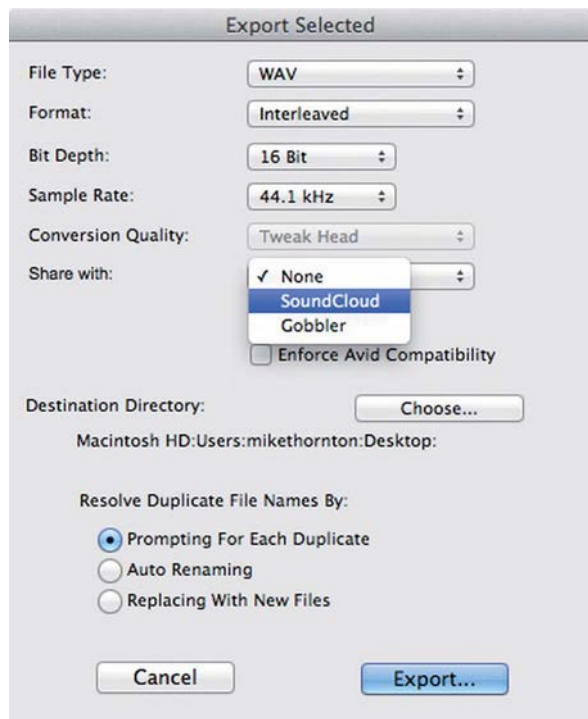 Export Selected
File Type: WAV
Format: Interleaved
Bit Depth: 16 Bit
Sample Rate: 44.1 kHz
Conversion Quality: Tweak Head
Share with: ✓ None
SoundCloud
Gobbler
Enforce Avid Compatibility
Destination Directory: Choose...
Macintosh HD:Users:mikethornton:Desktop:
Resolve Duplicate File Names By:
Prompting For Each Duplicate
Auto Renaming
Replacing With New Files
Cancel Export...